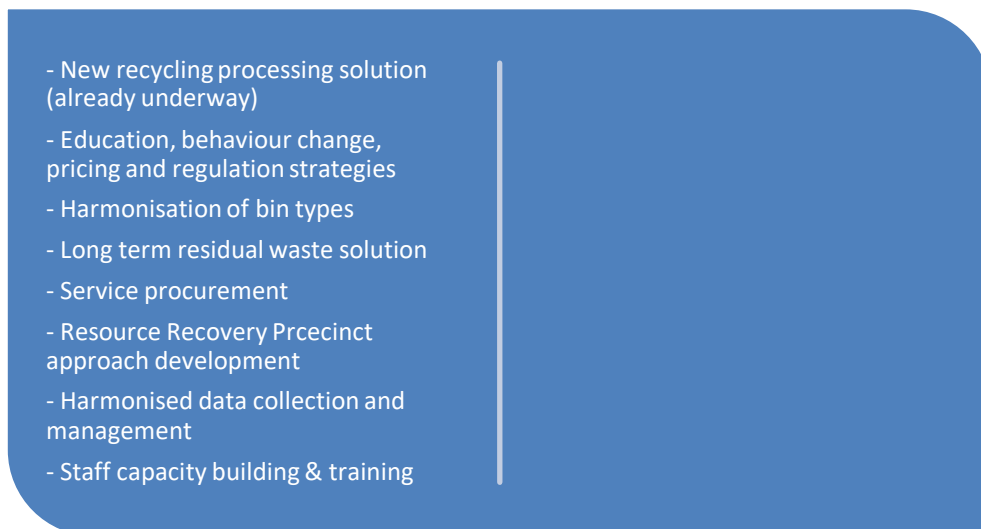 - New recycling processing solution
(already underway)
- Education, behaviour change,
pricing and regulation strategies
- Harmonisation of bin types
- Long term residual waste solution
- Service procurement
- Resource Recovery Prcecinct
approach development
- Harmonised data collection and
management
- Staff capacity building & training